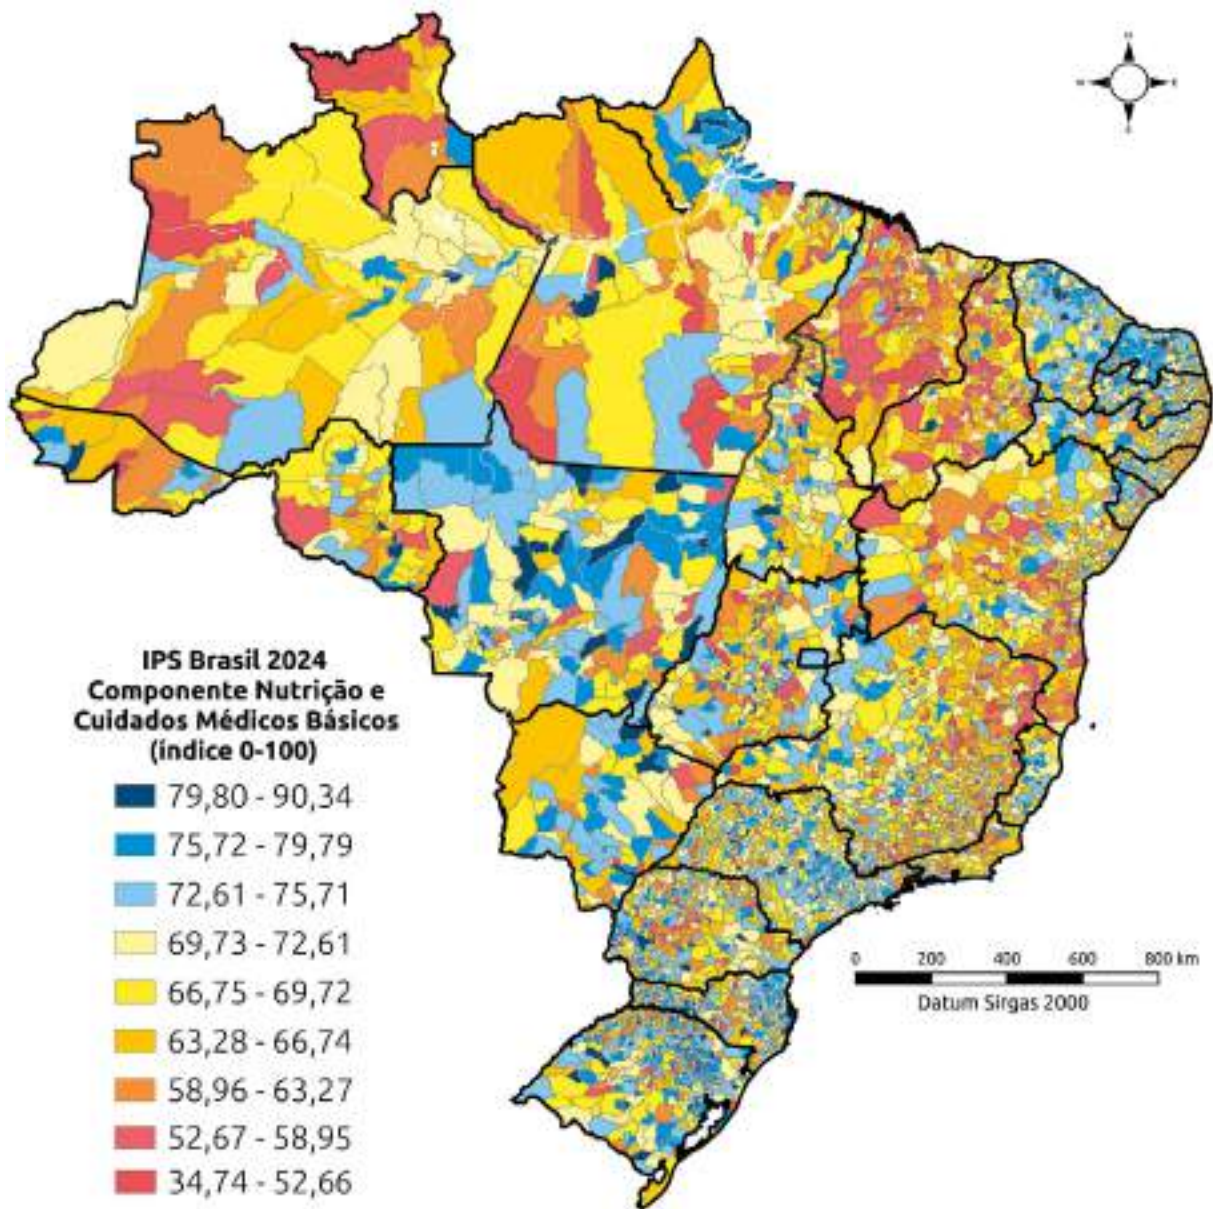 IPS Brasil 2024
Componente Nutrição e
Cuidados Médicos Básicos
(índice 0-100)
79,80 - 90,34
75,72 - 79,79
72,61 - 75,71
69,73 - 72,61
66,75 - 69,72
63,28 - 66,74
58,96 - 63,27
52,67 - 58,95
34,74 - 52,66
0 200 400 600 800 km
Datum Sirgas 2000